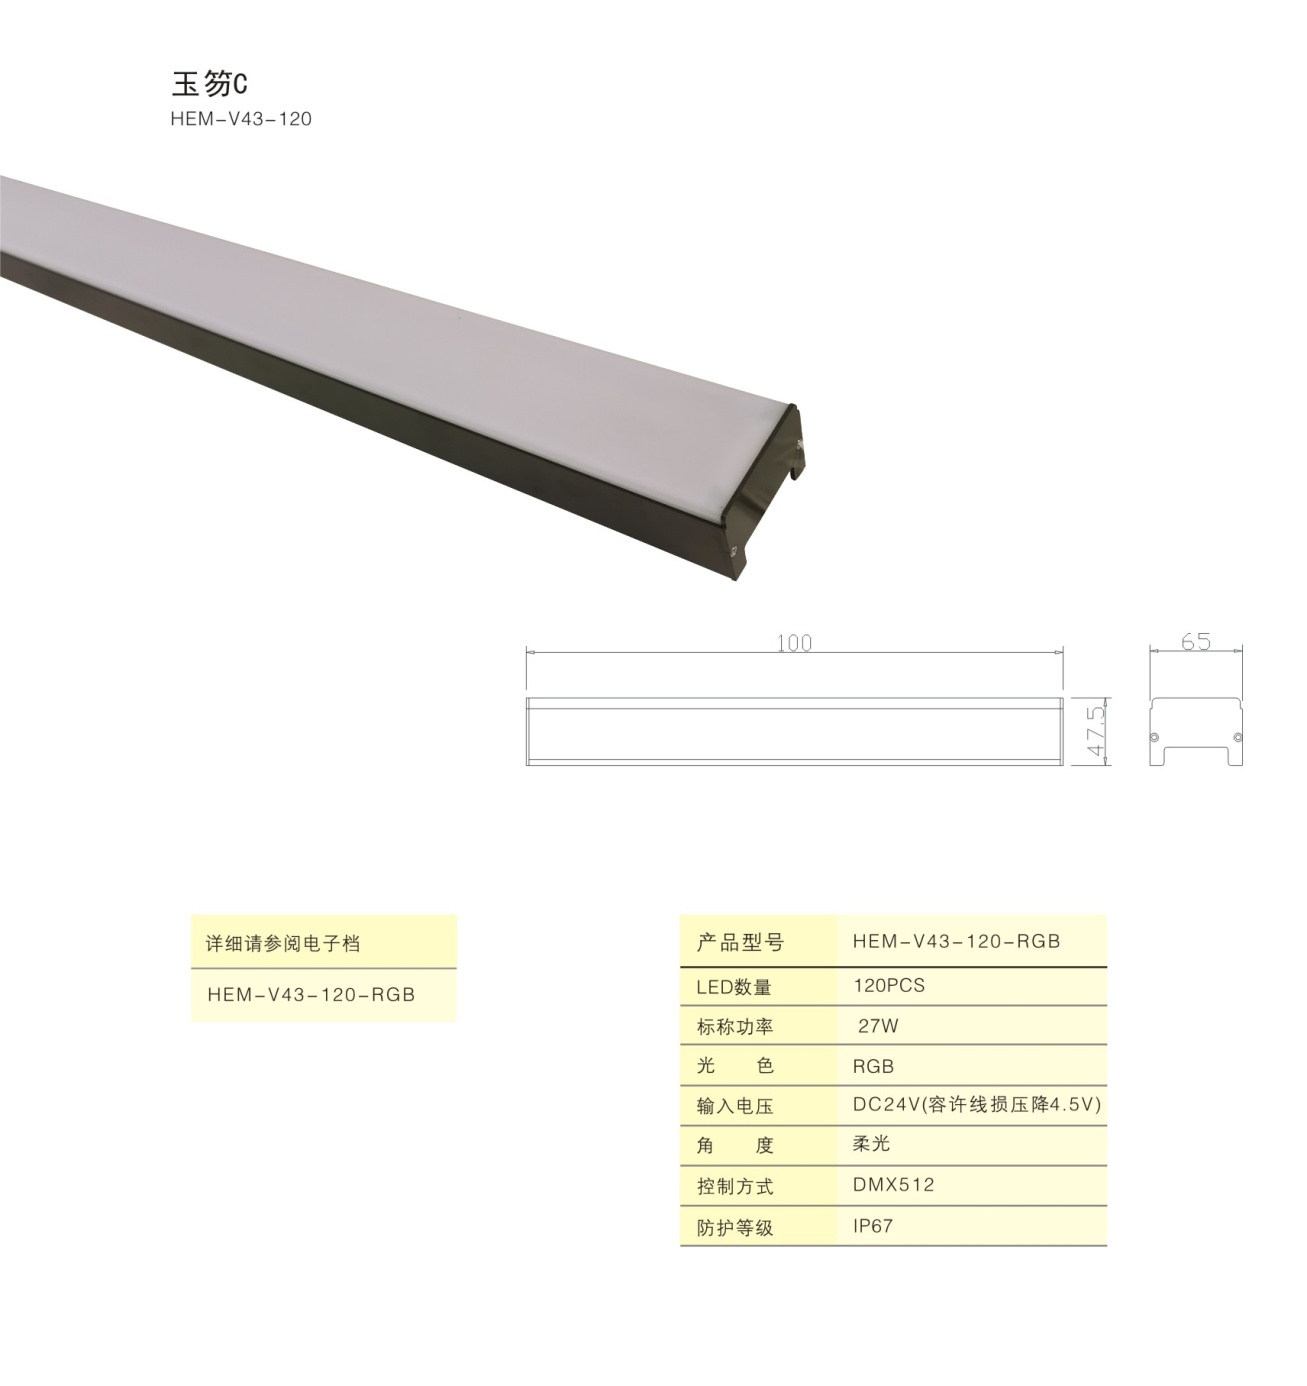 玉笏C
HEM-V43-120
100
65
47.5
详细请参阅电子档
HEM-V43-120-RGB
产品型号 HEM-V43-120-RGB
LED数量 120PCS
标称功率 27W
光 色 RGB
输入电压 DC24V(容许线损压降4.5V)
角 度 柔光
控制方式 DMX512
防护等级 IP67